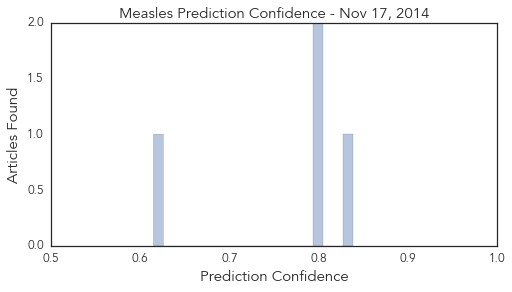 Measles Prediction Confidence - Nov 17, 2014
2.0
1.5
1.0
0.5
0.0
Articles Found
0.5 0.6 0.7 0.8 0.9 1.0
Prediction Confidence